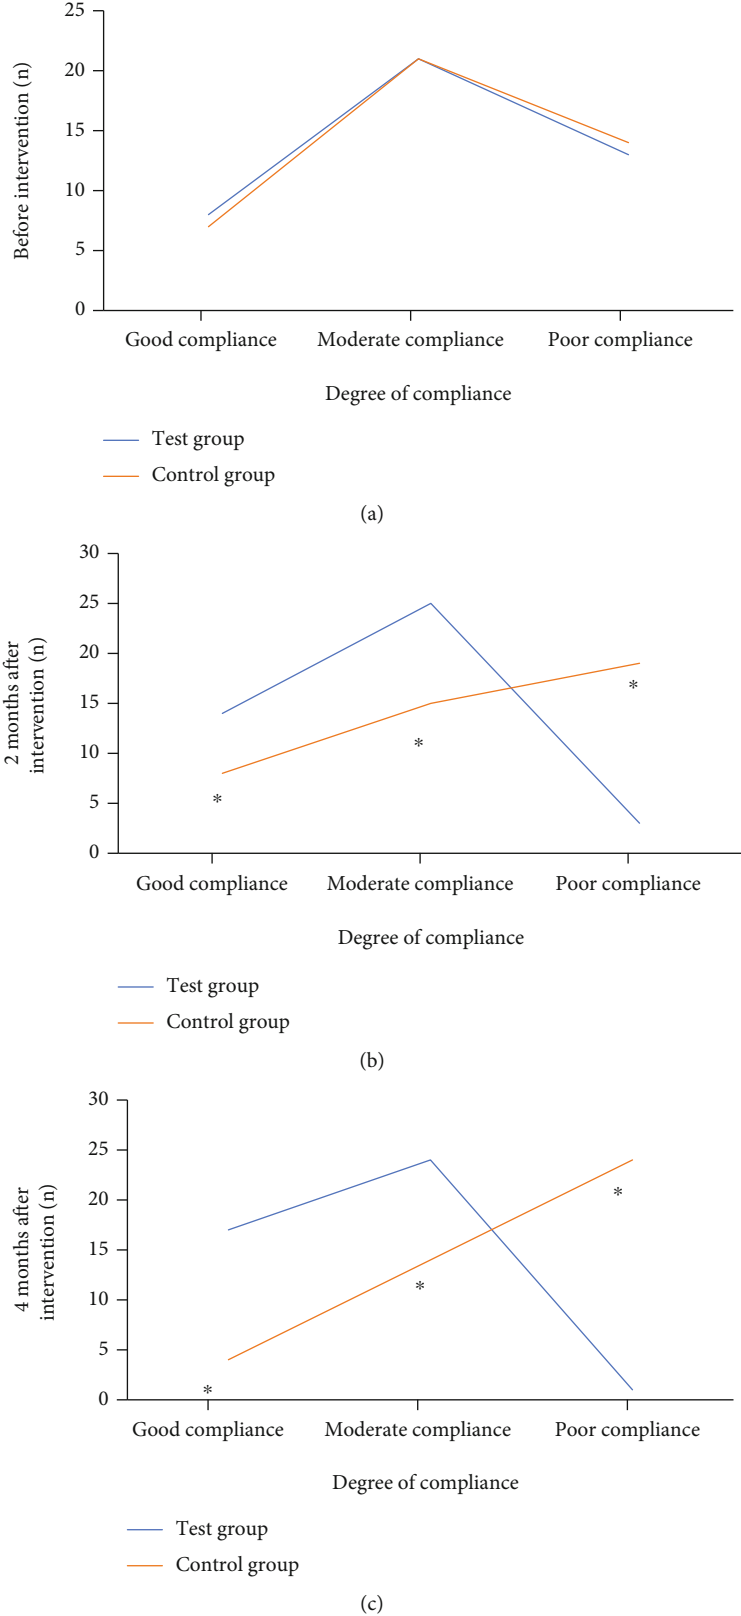 25
20
15
10
5
0
Before intervention (n)
Good compliance
Moderate compliance
Poor compliance
Degree of compliance
Test group
Control group
(a)
30
25
20
15
10
5
0
2 months after
intervention (n)
*
*
*
Good compliance
Moderate compliance
Poor compliance
Degree of compliance
Test group
Control group
(b)
30
25
20
15
10
5
0
4 months after
intervention (n)
*
*
*
Good compliance
Moderate compliance
Poor compliance
Degree of compliance
Test group
Control group
(c)